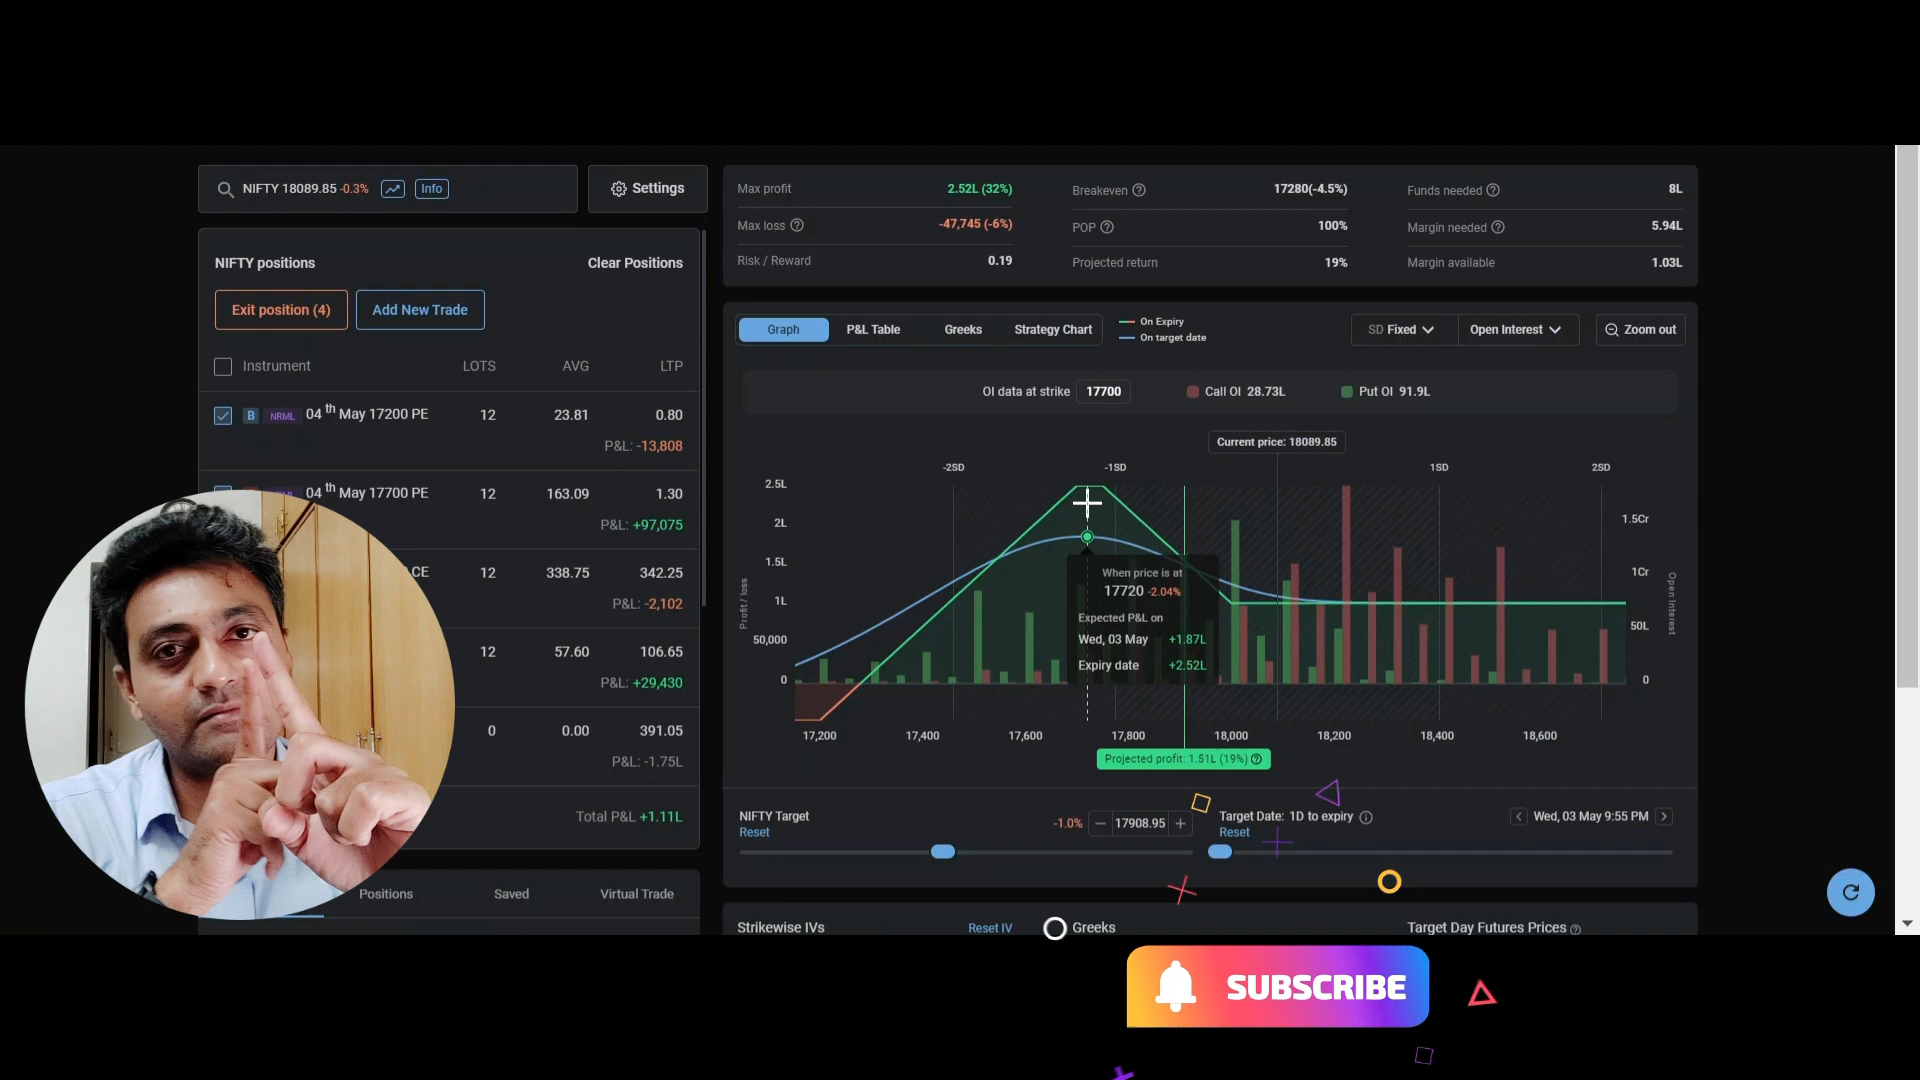 NIFTY 18089.85 -0.3% Info
Settings
NIFTY positions Clear Positions
Exit position (4) Add New Trade
Instrument LOTS AVG LTP
B NRML 04 th May 17200 PE 12 23.81 0.80
P&L: -13,808
04 th May 17700 PE 12 163.09 1.30
P&L: +97,075
CE 12 338.75 342.25
P&L: -2,102
12 57.60 106.65
P&L: +29,430
0 0.00 391.05
P&L: -1.75L
Total P&L +1.11L
Positions Saved Virtual Trade
Max profit 2.52L (32%)
Max loss -47,745 (-6%)
Risk / Reward 0.19
Breakeven 17280(-4.5%)
POP 100%
Projected return 19%
Funds needed 8L
Margin needed 5.94L
Margin available 1.03L
Graph P&L Table Greeks Strategy Chart
On Expiry
On target date
SD Fixed Open Interest Zoom out
OI data at strike 17700 Call OI 28.73L Put OI 91.9L
Current price: 18089.85
-2SD -1SD 1SD 2SD
2.5L
2L
1.5L
1L
50,000
0
Profit / loss
1.5Cr
1Cr
50L
0
Open Interest
When price is at
17720 -2.04%
Expected P&L on
Wed, 03 May +1.87L
Expiry date +2.52L
17,200 17,400 17,600 17,800 18,000 18,200 18,400 18,600
Projected profit: 1.51L (19%)
NIFTY Target -1.0% 17908.95
Reset
Target Date: 1D to expiry Wed, 03 May 9:55 PM
Reset
Strikewise IVs Reset IV Greeks Target Day Futures Prices
SUBSCRIBE